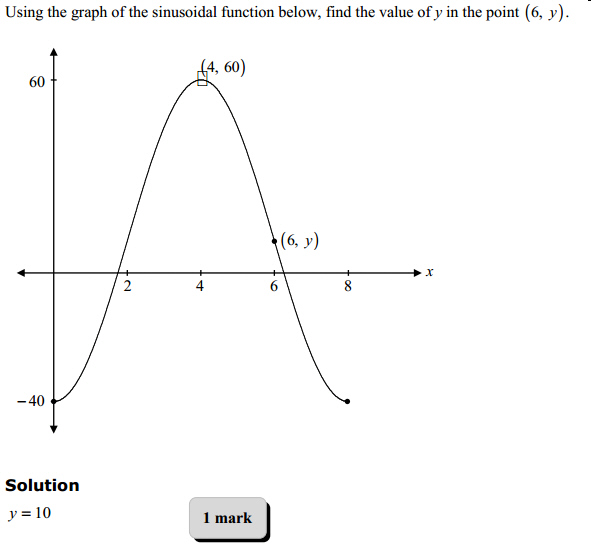 Using the graph of the sinusoidal function below, find the value of y in the point (6, y).
(4, 60)
60
(6, y)
x
2
4
6
8
−40
Solution
y = 10
1 mark